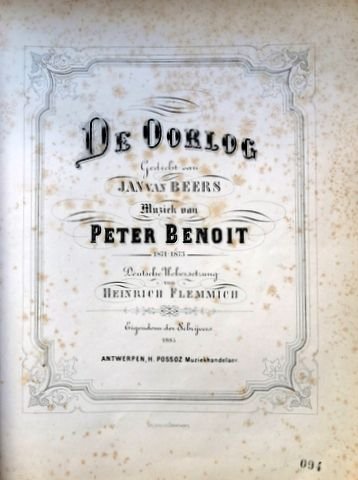 De Oorlog
Gedicht van
JAN VAN BEERS
Muziek van
PETER BENOIT
1871-1873
Deutsche Uebersetzung
von
HEINRICH FLEMMICH
Eigendom der Schrijvers
1885
ANTWERPEN, H. POSSOZ Muziekhandelaar.
094